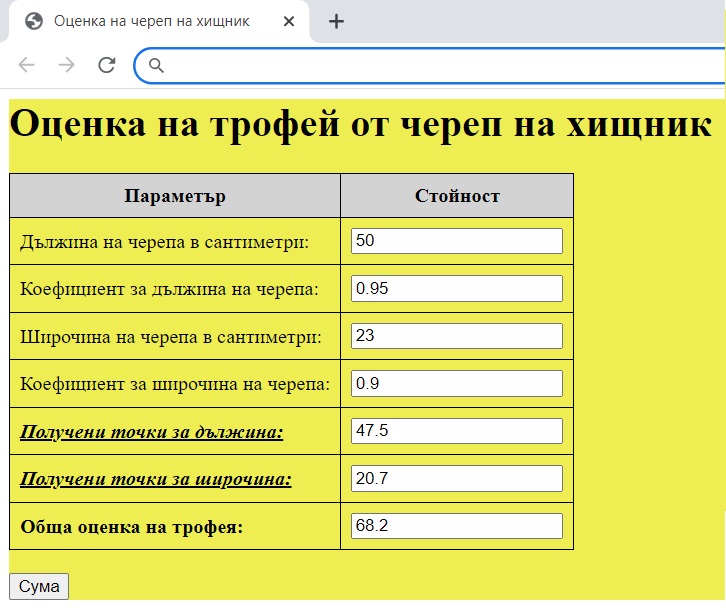 Оценка на череп на хищник
Оценка на трофей от череп на хищник
Параметър Стойност
Дължина на черепа в сантиметри: 50
Коефициент за дължина на черепа: 0.95
Широчина на черепа в сантиметри: 23
Коефициент за широчина на черепа: 0.9
Получени точки за дължина: 47.5
Получени точки за широчина: 20.7
Обща оценка на трофея: 68.2
Сума